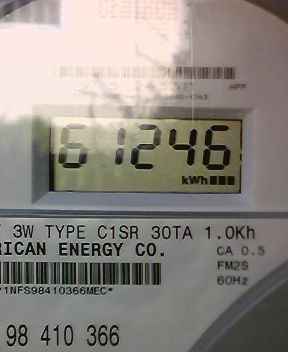 HPP
61246
kWh
3W TYPE C1SR 30TA 1.0Kh
RICAN ENERGY CO.
CA 0.5
FM2S
60Hz
*1NFS98410366MEC*
98 410 366